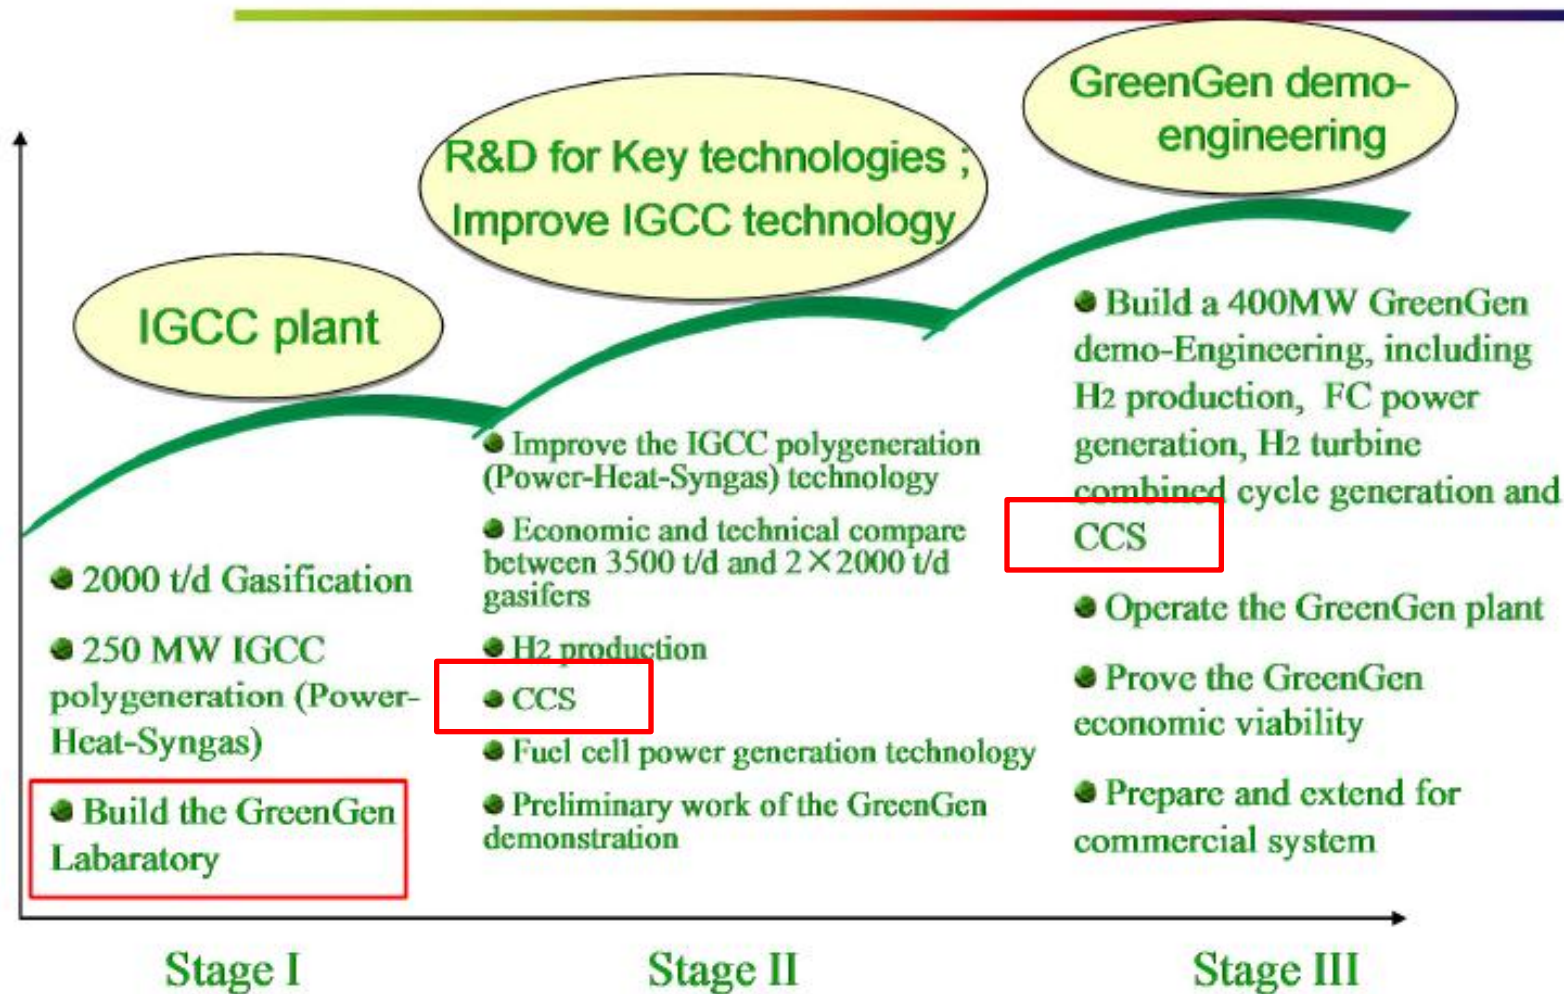 IGCC plant
2000 t/d Gasification
250 MW IGCC
polygeneration (Power-
Heat-Syngas)
Build the GreenGen
Labaratory
Stage I
R&D for Key technologies ;
Improve IGCC technology
Improve the IGCC polygeneration
(Power-Heat-Syngas) technology
Economic and technical compare
between 3500 t/d and 2×2000 t/d
gasifers
H2 production
CCS
Fuel cell power generation technology
Preliminary work of the GreenGen
demonstration
Stage II
GreenGen demo-
engineering
Build a 400MW GreenGen
demo-Engineering, including
H2 production, FC power
generation, H2 turbine
combined cycle generation and
CCS
Operate the GreenGen plant
Prove the GreenGen
economic viability
Prepare and extend for
commercial system
Stage III